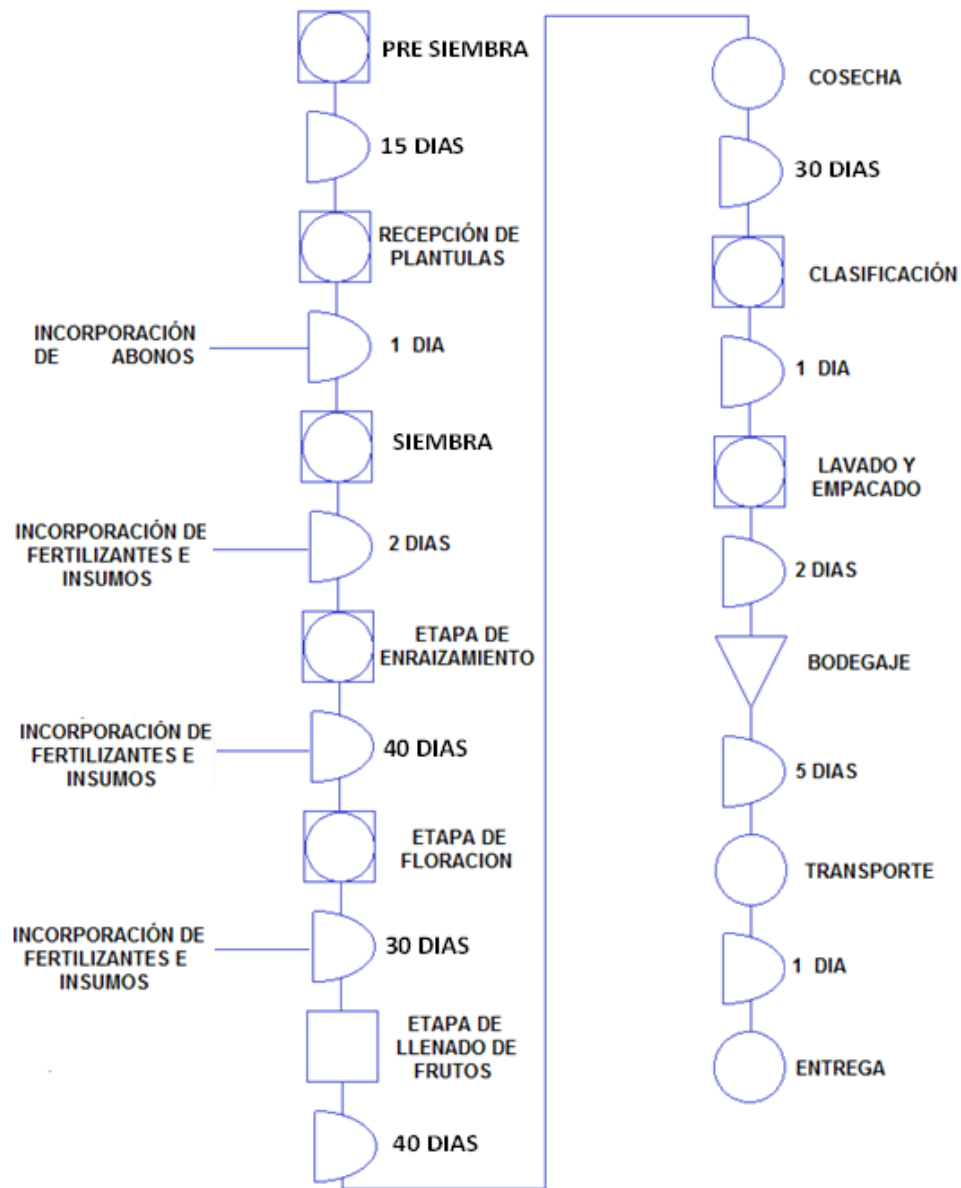 PRE SIEMBRA
15 DIAS
RECEPCIÓN DE
PLANTULAS
INCORPORACIÓN
DE ABONOS
1 DIA
SIEMBRA
INCORPORACIÓN DE
FERTILIZANTES E
INSUMOS
2 DIAS
ETAPA DE
ENRAIZAMIENTO
INCORPORACIÓN DE
FERTILIZANTES E
INSUMOS
40 DIAS
ETAPA DE
FLORACION
INCORPORACIÓN DE
FERTILIZANTES E
INSUMOS
30 DIAS
ETAPA DE
LLENADO DE
FRUTOS
40 DIAS
COSECHA
30 DIAS
CLASIFICACIÓN
1 DIA
LAVADO Y
EMPACADO
2 DIAS
BODEGAJE
5 DIAS
TRANSPORTE
1 DIA
ENTREGA